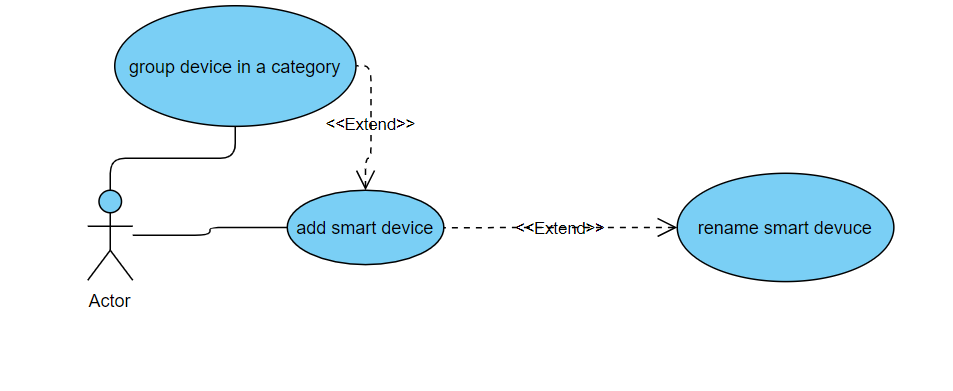 group device in a category
<<Extend>>
add smart device
<<Extend>>
rename smart devuce
Actor